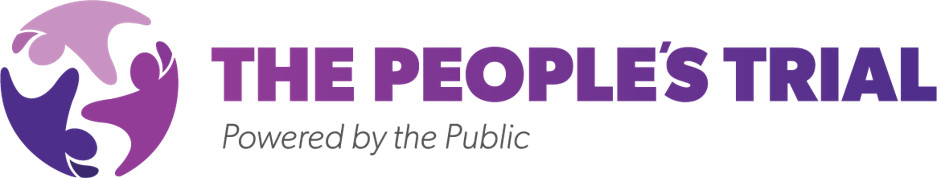 THE PEOPLE'S TRIAL
Powered by the Public